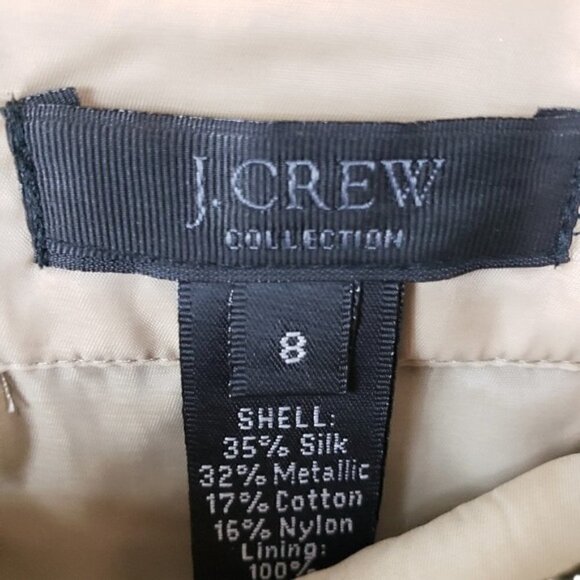 J.CREW
COLLECTION
8
SHELL:
35% Silk
32% Metallic
17% Cotton
16% Nylon
Lining:
100%